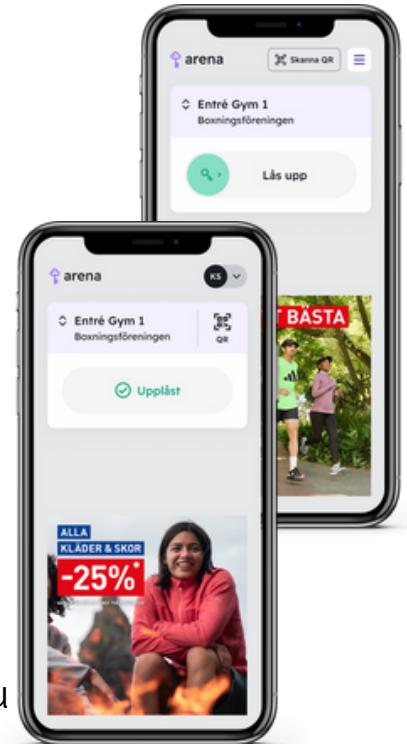 arena
Skanna QR
Entré Gym 1
Boxningsföreningen
Lås upp
T BÄSTA
arena
KS
Entré Gym 1
Boxningsföreningen
QR
Upplåst
ALLA
KLÄDER & SKOR
-25%*
u